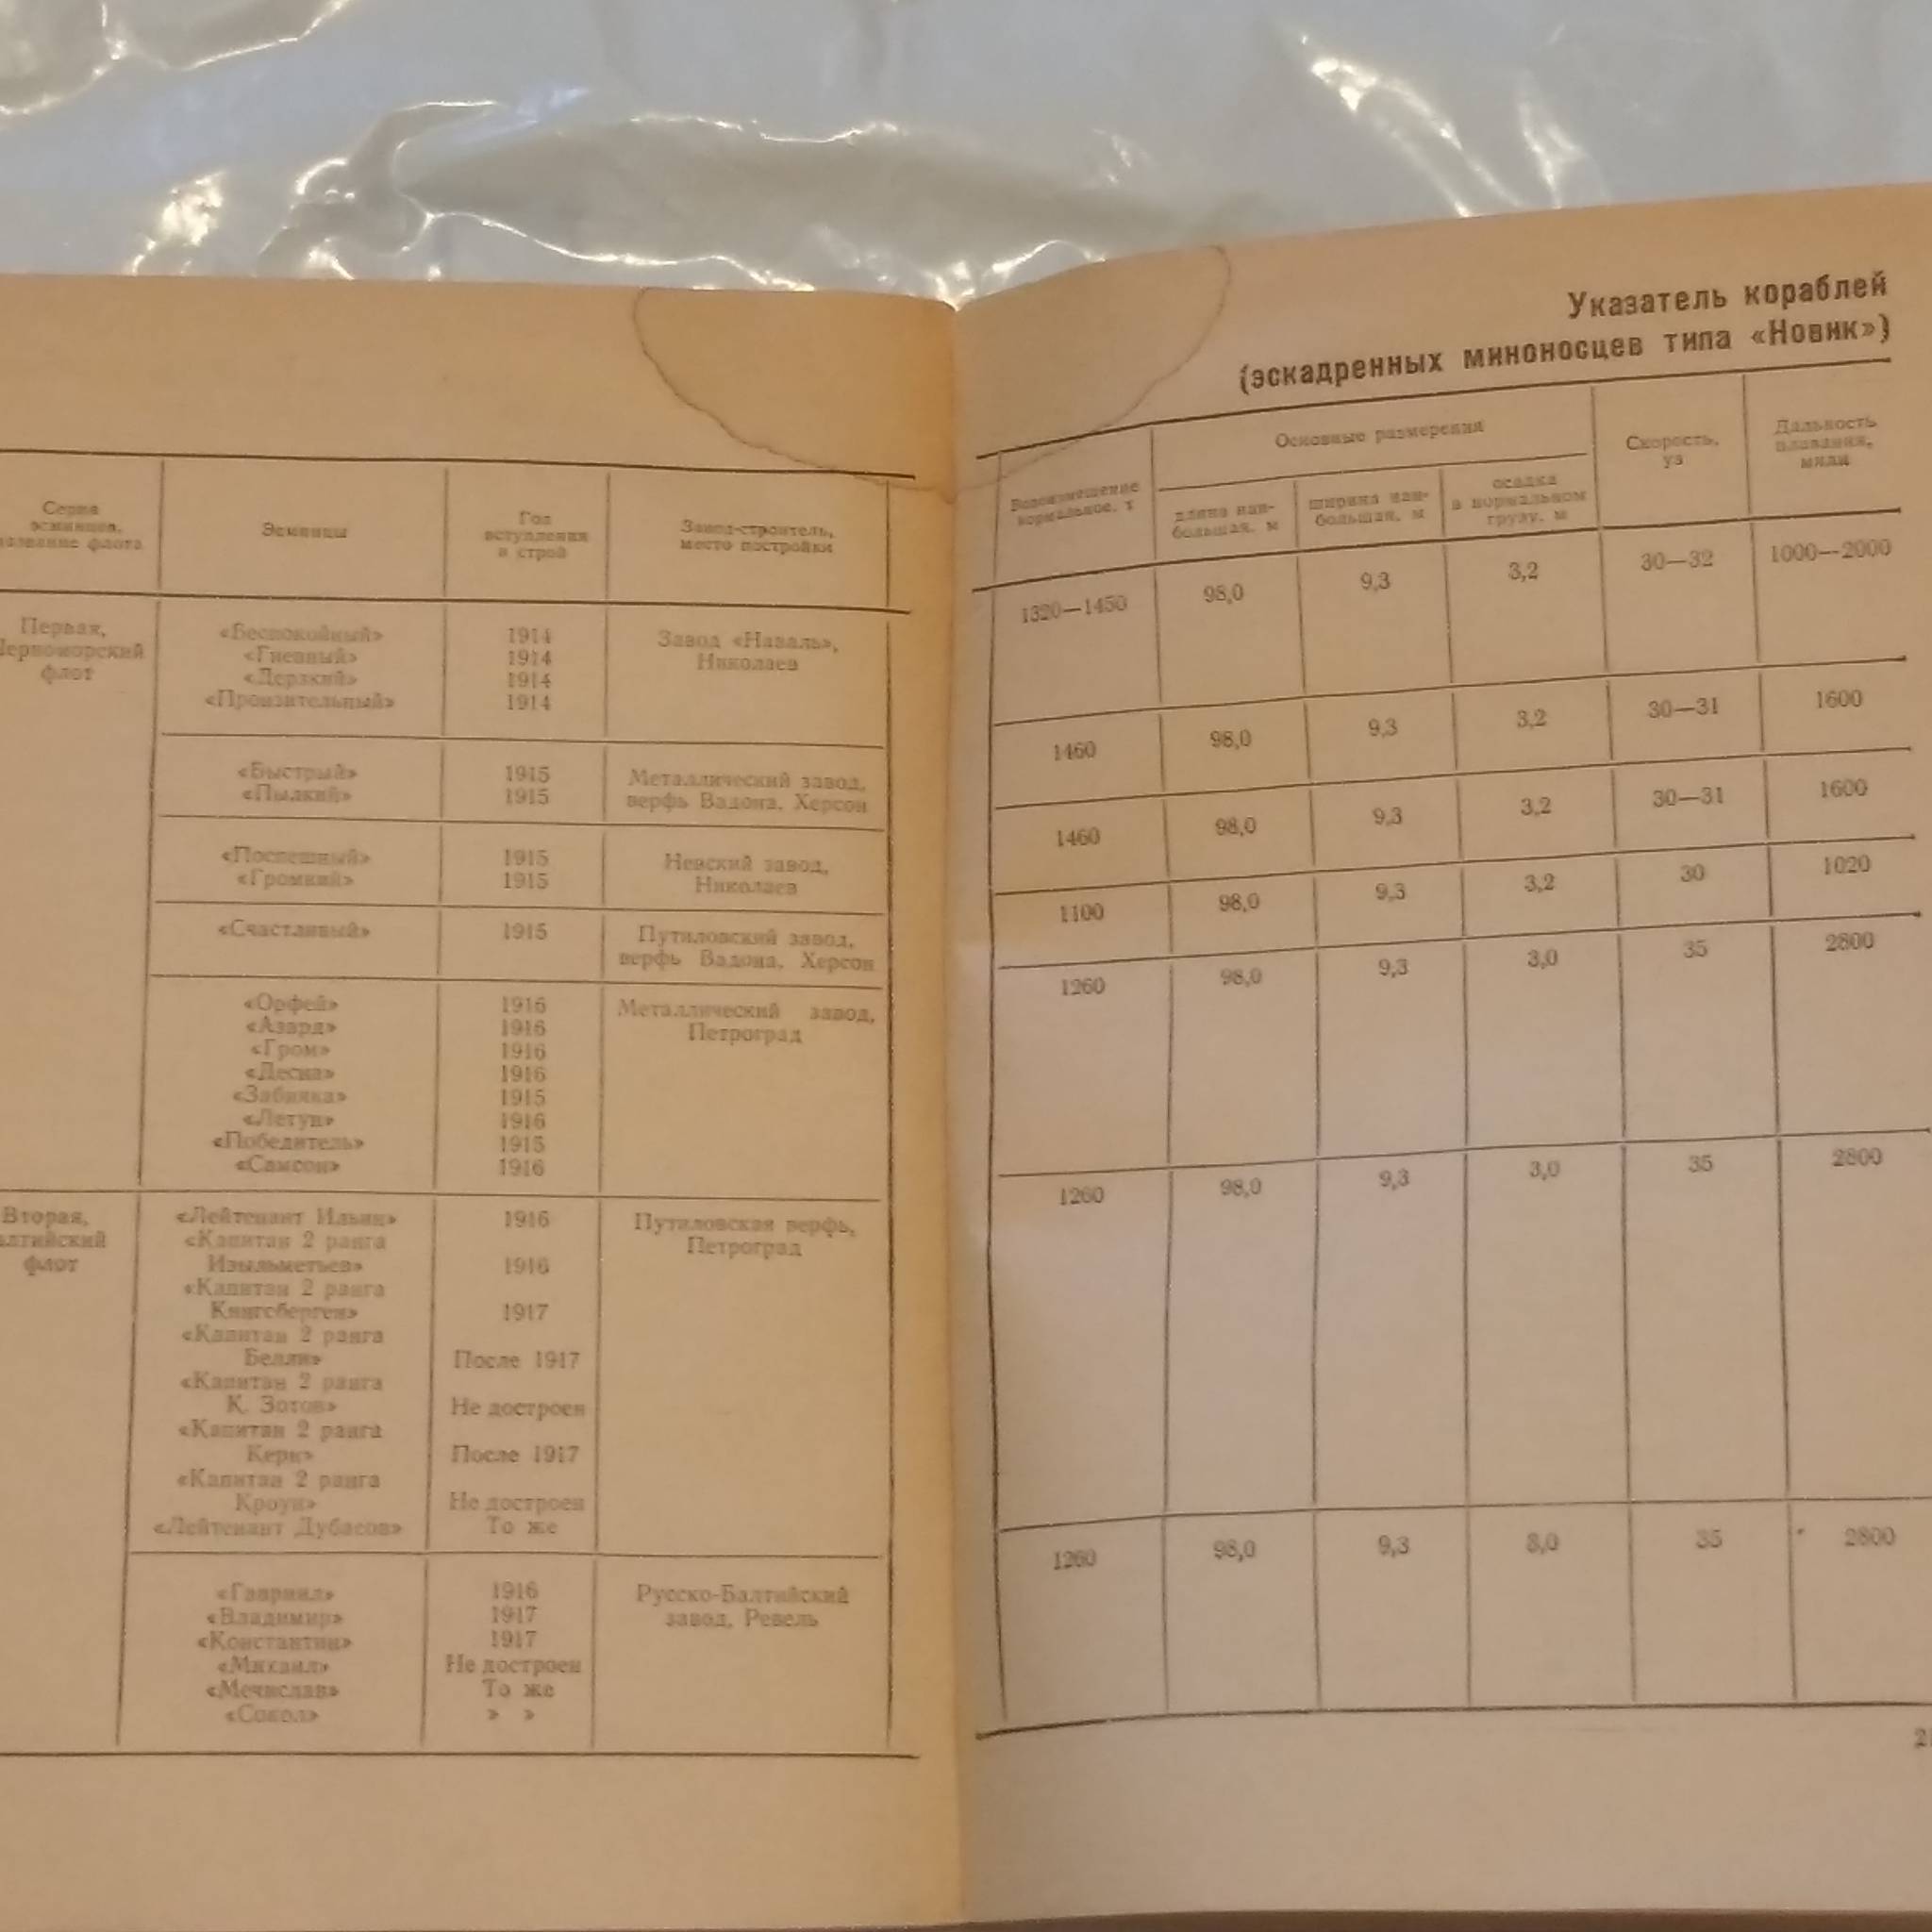 Серия
эсминцев,
название флота
Эсминцы
Год
вступления
в строй
Завод-строитель,
место постройки
Первая,
Черноморский
флот
«Беспокойный»
«Гневный»
«Дерзкий»
«Пронзительный»
1914
1914
1914
1914
Завод «Наваль»,
Николаев
«Быстрый»
«Пылкий»
1915
1915
Металлический завод,
верфь Вадона, Херсон
«Поспешный»
«Громкий»
1915
1915
Невский завод,
Николаев
«Счастливый»
1915
Путиловский завод,
верфь Вадона, Херсон
«Орфей»
«Азард»
«Гром»
«Десна»
«Забияка»
«Летун»
«Победитель»
«Самсон»
1916
1916
1916
1916
1915
1916
1915
1916
Металлический завод,
Петроград
Вторая,
алтийский
флот
«Лейтенант Ильин»
«Капитан 2 ранга
Изыльметьев»
«Капитан 2 ранга
Кингсберген»
«Капитан 2 ранга
Белли»
«Капитан 2 ранга
К. Зотов»
«Капитан 2 ранга
Керн»
«Капитан 2 ранга
Кроун»
«Лейтенант Дубасов»
1916
1916
1917
После 1917
Не достроен
После 1917
Не достроен
То же
Путиловская верфь,
Петроград
«Гавриил»
«Владимир»
«Константин»
«Михаил»
«Мечислав»
«Сокол»
1916
1917
1917
Не достроен
То же
» »
Русско-Балтийский
завод, Ревель
Указатель кораблей
(эскадренных миноносцев типа «Новик»)
Водоизмещение
нормальное, т
Основные размерения
длина наи-
большая, м
ширина наи-
большая, м
осадка
в нормальном
грузу, м
Скорость,
уз
Дальность
плавания,
мили
1320—1450 98,0 9,3 3,2 30—32 1000—2000
1460 98,0 9,3 3,2 30—31 1600
1460 98,0 9,3 3,2 30—31 1600
1100 98,0 9,3 3,2 30 1020
1260 98,0 9,3 3,0 35 2800
1260 98,0 9,3 3,0 35 2800
1260 98,0 9,3 3,0 35 2800